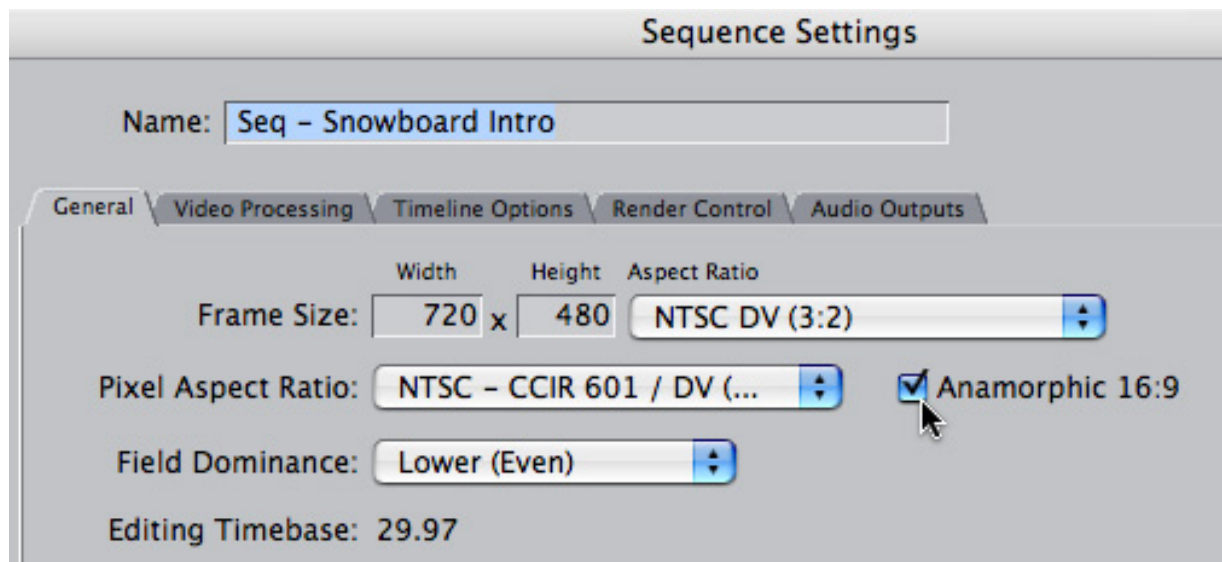 Sequence Settings
Name: Seq - Snowboard Intro
General Video Processing Timeline Options Render Control Audio Outputs
Width Height Aspect Ratio
Frame Size: 720 x 480 NTSC DV (3:2)
Pixel Aspect Ratio: NTSC - CCIR 601 / DV (... Anamorphic 16:9
Field Dominance: Lower (Even)
Editing Timebase: 29.97